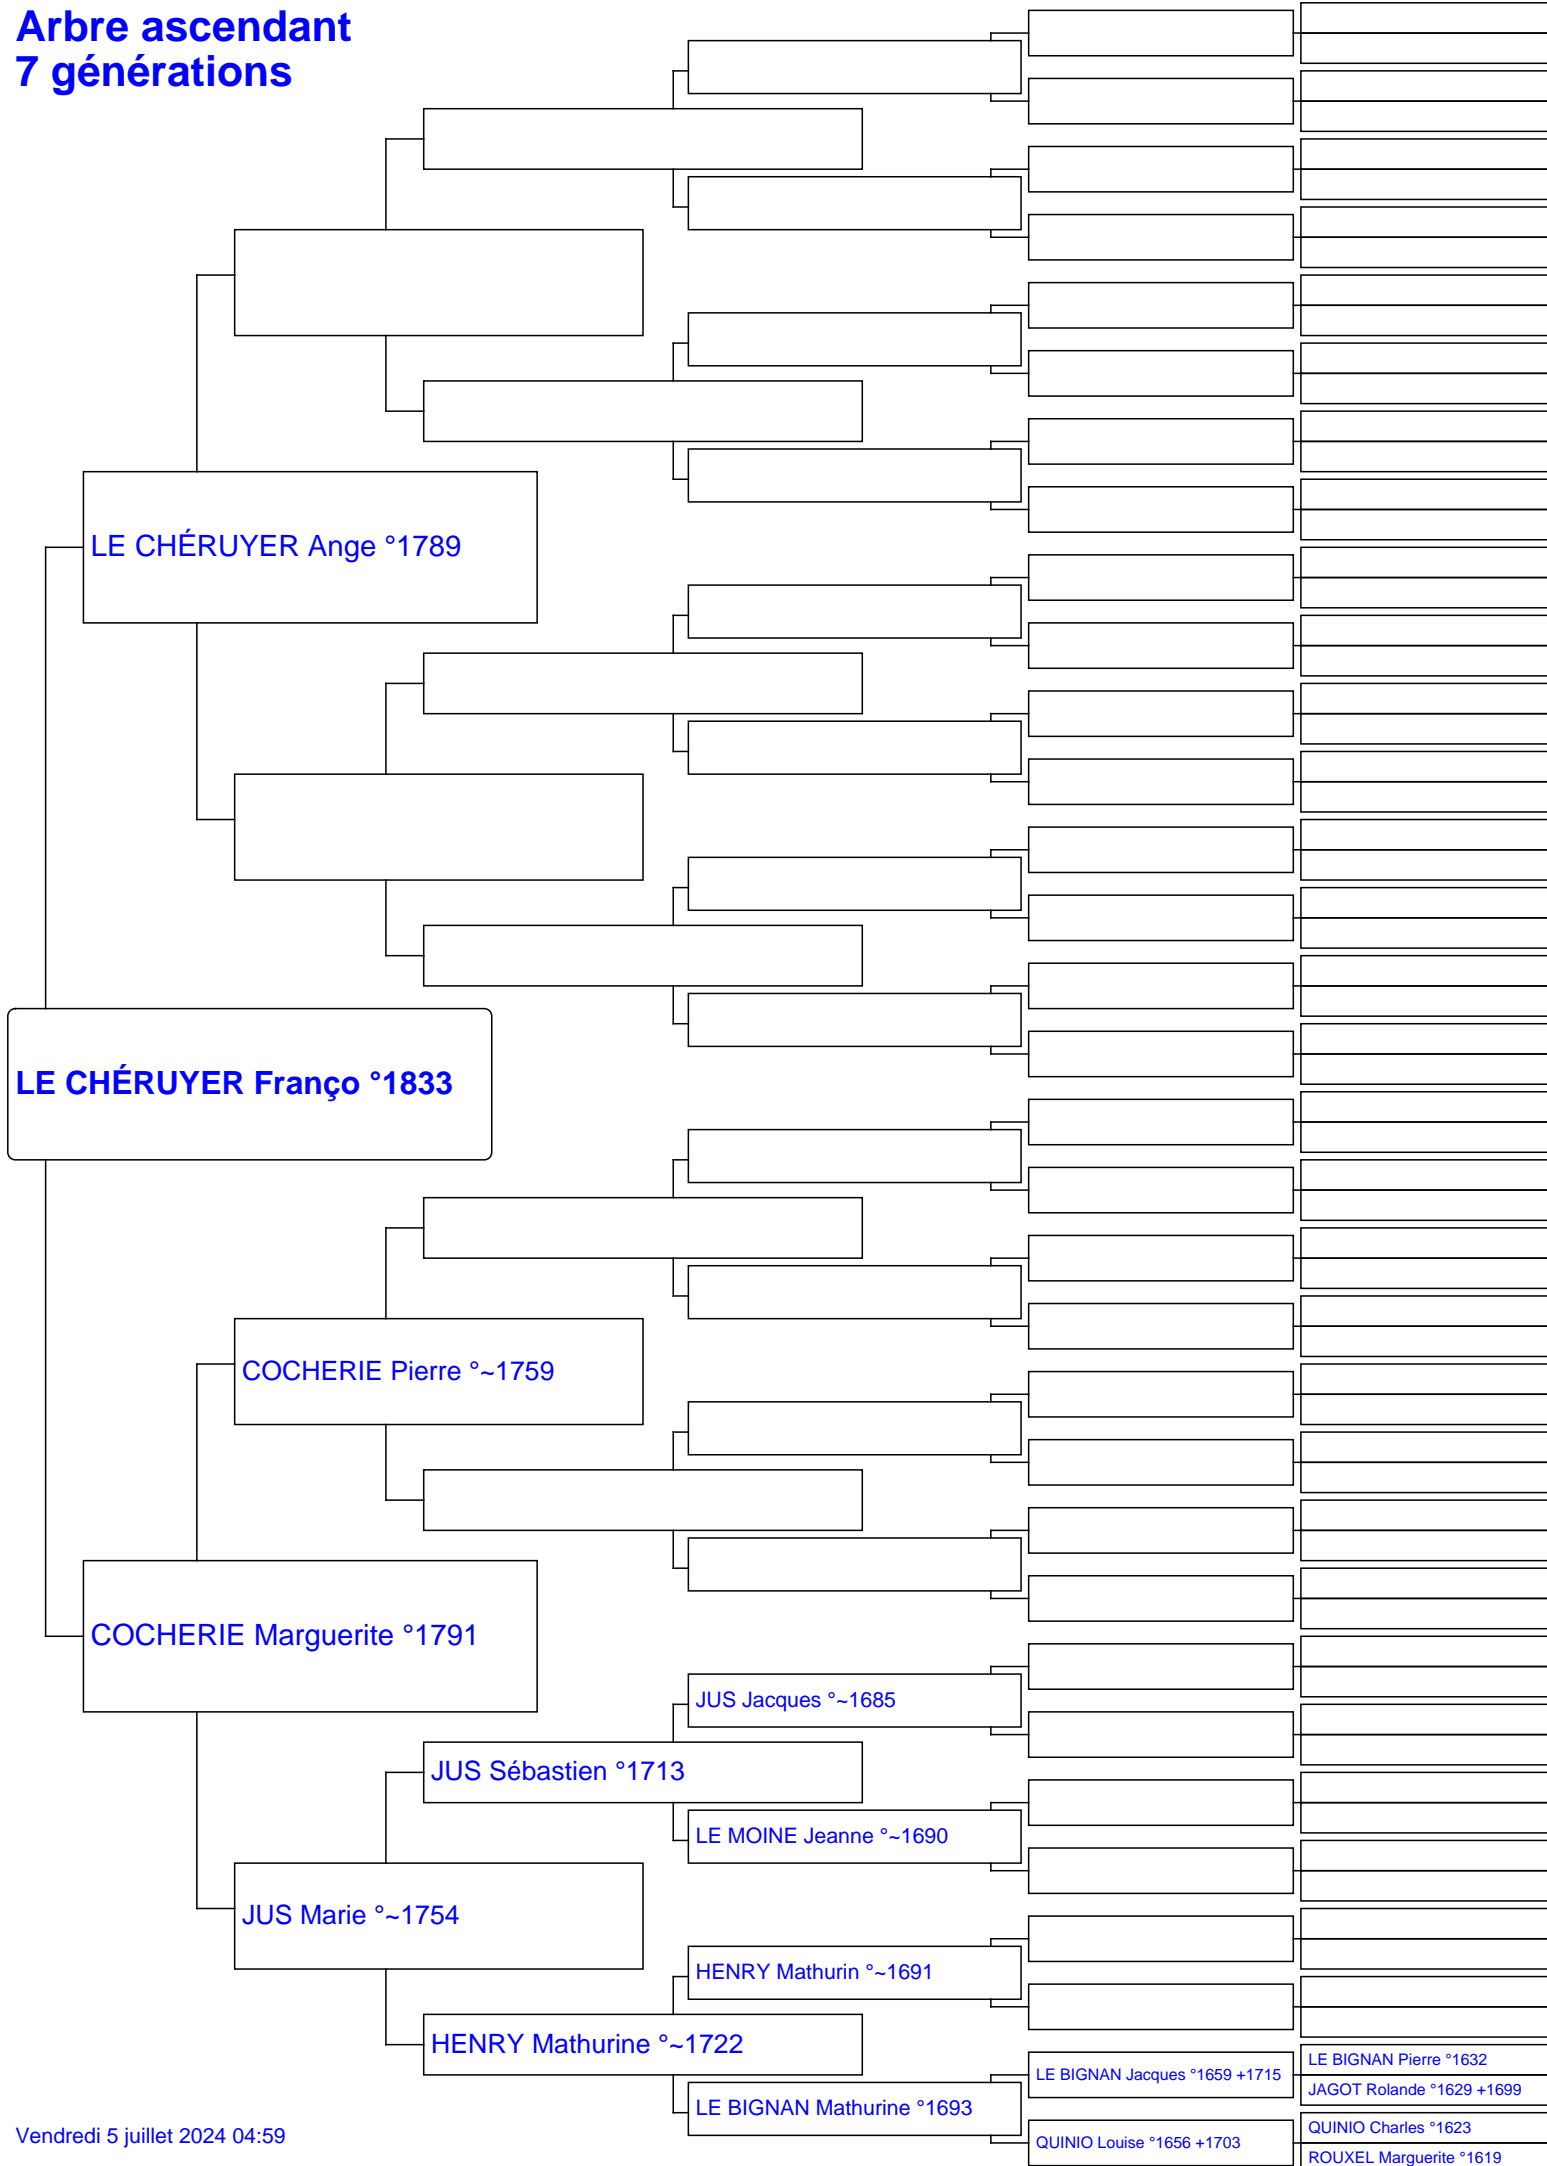 Arbre ascendant
7 générations
LE CHÉRUYER Ange °1789
LE CHÉRUYER Franço °1833
COCHERIE Pierre °~1759
COCHERIE Marguerite °1791
JUS Jacques °~1685
JUS Sébastien °1713
LE MOINE Jeanne °~1690
JUS Marie °~1754
HENRY Mathurin °~1691
HENRY Mathurine °~1722
LE BIGNAN Pierre °1632
LE BIGNAN Jacques °1659 +1715
JAGOT Rolande °1629 +1699
LE BIGNAN Mathurine °1693
QUINIO Charles °1623
QUINIO Louise °1656 +1703
ROUXEL Marguerite °1619
Vendredi 5 juillet 2024 04:59